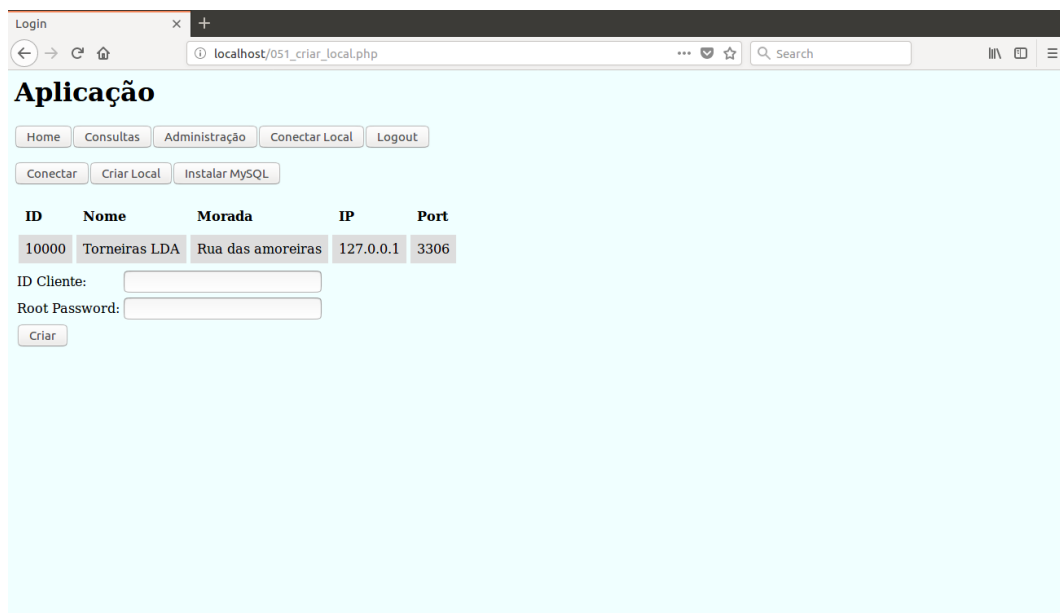 Login
localhost/051_criar_local.php
Search
Aplicação
Home Consultas Administração Conectar Local Logout
Conectar Criar Local Instalar MySQL
ID Nome Morada IP Port
10000 Torneiras LDA Rua das amoreiras 127.0.0.1 3306
ID Cliente:
Root Password:
Criar